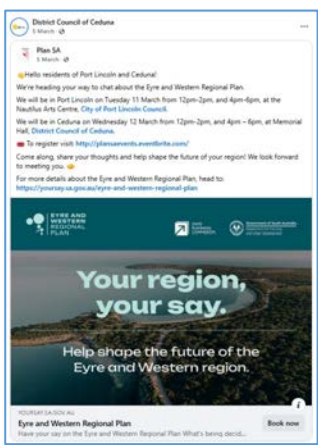 District Council of Ceduna
5 March
Plan SA
5 March
Hello residents of Port Lincoln and Ceduna!
We're heading your way to chat about the Eyre and Western Regional Plan.
We will be in Port Lincoln on Tuesday 11 March from 12pm-2pm, and 4pm-6pm, at the
Nautilus Arts Centre, City of Port Lincoln Council.
We will be in Ceduna on Wednesday 12 March from 12pm-2pm, and 4pm – 6pm, at Memorial
Hall, District Council of Ceduna.
To register visit: http://plansaevents.eventbrite.com/
Come along, share your thoughts and help shape the future of your region! We look forward
to meeting you.
For more details about the Eyre and Western Regional Plan, head to:
https://yoursay.sa.gov.au/eyre-and-western-regional-plan
EYRE AND
WESTERN
REGIONAL
PLAN
STATE
PLANNING
COMMISSION
Government of South Australia
Your region,
your say.
Help shape the future of the
Eyre and Western region.
YOURSAY.SA.GOV.AU
Eyre and Western Regional Plan
Have your say on the Eyre and Western Regional Plan What's being decid...
Book now